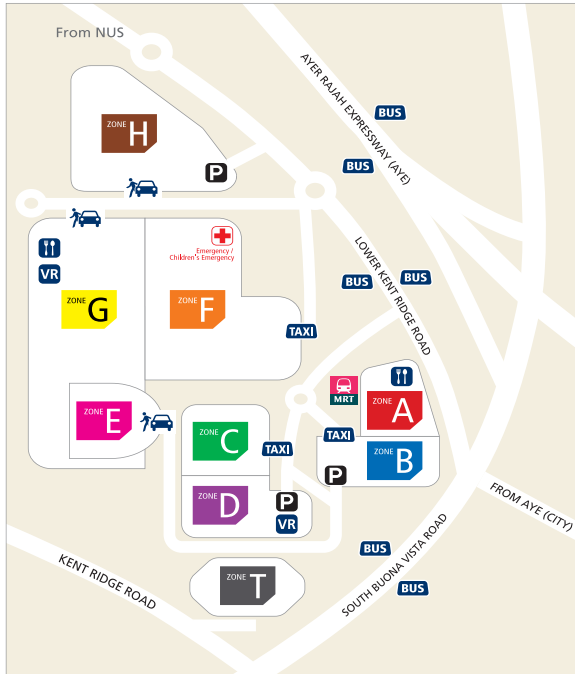 From NUS
AYER RAJAH EXPRESSWAY (AYE)
BUS
ZONE H
P
BUS
Emergency /
Children's Emergency
LOWER KENT RIDGE ROAD
VR
BUS
BUS
ZONE G
ZONE F
TAXI
MRT
ZONE A
ZONE E
ZONE C
TAXI
TAXI
ZONE B
P
ZONE D
P
VR
FROM AYE (CITY)
SOUTH BUONA VISTA ROAD
BUS
KENT RIDGE ROAD
ZONE T
BUS